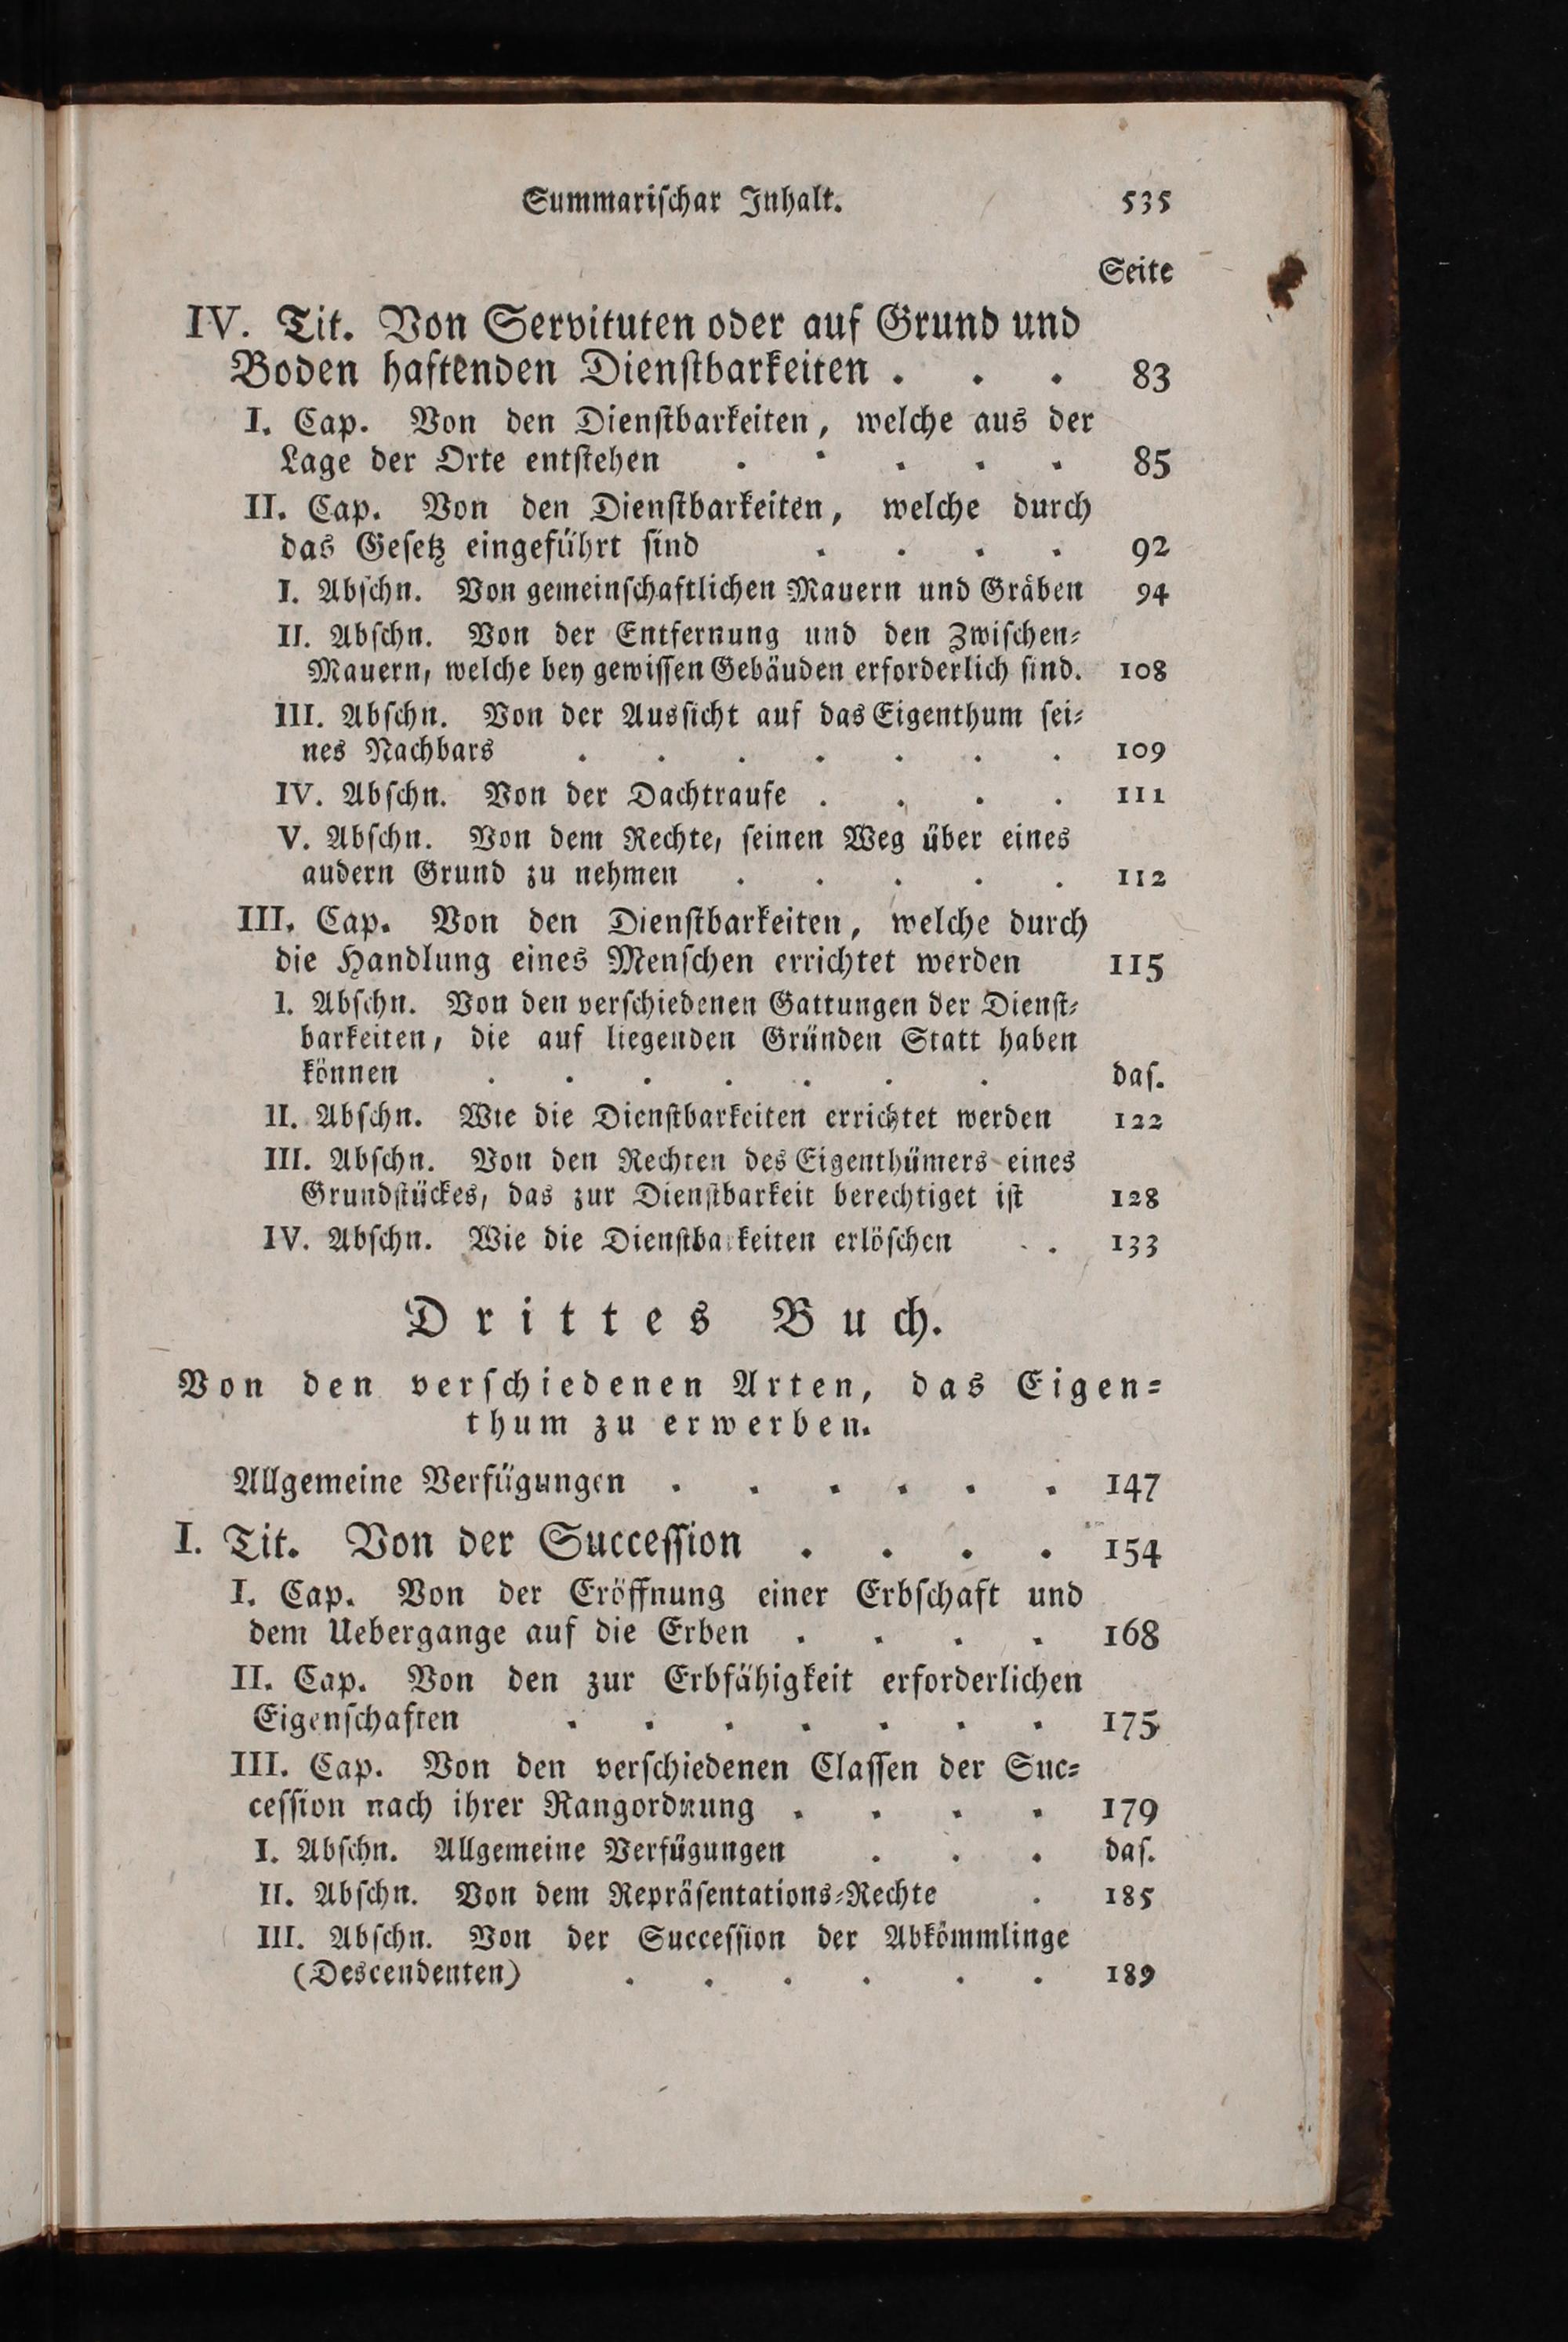 Summarischar Inhalt. 535
Seite
IV. Tit. Von Servituten oder auf Grund und
Boden haftenden Dienstbarkeiten . . . 83
I. Cap. Von den Dienstbarkeiten, welche aus der
Lage der Orte entstehen . . . . . 85
II. Cap. Von den Dienstbarkeiten, welche durch
das Gesetz eingeführt sind . . . . 92
I. Abschn. Von gemeinschaftlichen Mauern und Gräben 94
II. Abschn. Von der Entfernung und den Zwischen-
Mauern, welche bey gewissen Gebäuden erforderlich sind. 108
III. Abschn. Von der Aussicht auf das Eigenthum sei-
nes Nachbars . . . . . . . 109
IV. Abschn. Von der Dachtraufe . . . . 111
V. Abschn. Von dem Rechte, seinen Weg über eines
audern Grund zu nehmen . . . . . 112
III. Cap. Von den Dienstbarkeiten, welche durch
die Handlung eines Menschen errichtet werden 115
I. Abschn. Von den verschiedenen Gattungen der Dienst-
barkeiten, die auf liegenden Gründen Statt haben
können . . . . . . . das.
II. Abschn. Wie die Dienstbarkeiten errichtet werden 122
III. Abschn. Von den Rechten des Eigenthümers eines
Grundstückes, das zur Dienstbarkeit berechtiget ist 128
IV. Abschn. Wie die Dienstbarkeiten erlöschen . . 133
Drittes Buch.
Von den verschiedenen Arten, das Eigen-
thum zu erwerben.
Allgemeine Verfügungen . . . . . . 147
I. Tit. Von der Succession . . . . 154
I. Cap. Von der Eröffnung einer Erbschaft und
dem Uebergange auf die Erben . . . . 168
II. Cap. Von den zur Erbfähigkeit erforderlichen
Eigenschaften . . . . . . . 175
III. Cap. Von den verschiedenen Classen der Suc-
cession nach ihrer Rangordnung . . . . 179
I. Abschn. Allgemeine Verfügungen . . . das.
II. Abschn. Von dem Repräsentations-Rechte . 185
III. Abschn. Von der Succession der Abkömmlinge
(Descendenten) . . . . . . 189